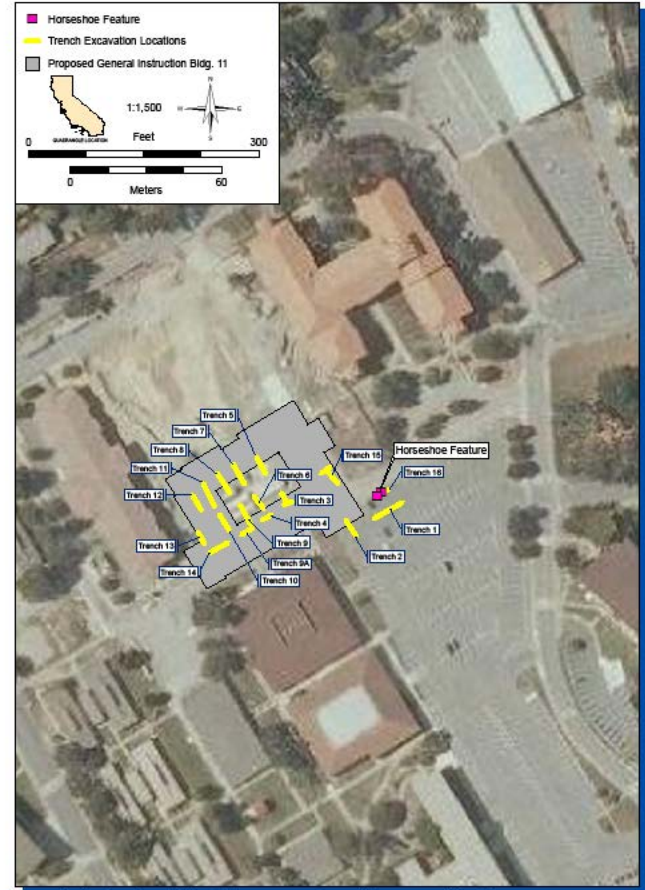 Horseshoe Feature
Trench Excavation Locations
Proposed General Instruction Bldg. 11
QUADRANGLE LOCATION
1:1,500
N
W
E
S
Feet
0
300
0
60
Meters
Trench 5
Trench 7
Trench 8
Trench 11
Trench 12
Trench 6
Trench 3
Trench 4
Trench 15
Horseshoe Feature
Trench 16
Trench 1
Trench 2
Trench 13
Trench 14
Trench 9
Trench 9A
Trench 10